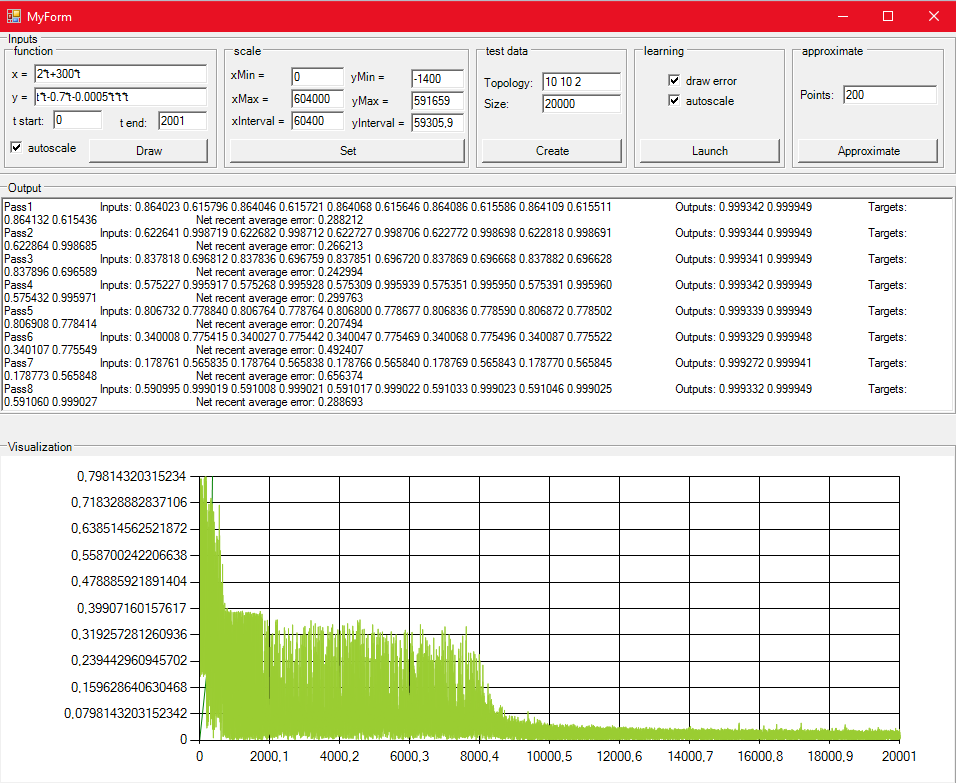 MyForm
Inputs
function
x = 2*t+300*t
y = t*t-0.7*t-0.0005*t*t*t
t start: 0 t end: 2001
autoscale Draw
scale
xMin = 0 yMin = -1400
xMax = 604000 yMax = 591659
xInterval = 60400 yInterval = 59305,9
Set
test data
Topology: 10 10 2
Size: 20000
Create
learning
draw error
autoscale
Launch
approximate
Points: 200
Approximate
Output
Pass1 Inputs: 0.864023 0.615796 0.864046 0.615721 0.864068 0.615646 0.864086 0.615586 0.864109 0.615511 Outputs: 0.999342 0.999949 Targets:
0.864132 0.615436 Net recent average error: 0.288212
Pass2 Inputs: 0.622641 0.998719 0.622682 0.998712 0.622727 0.998706 0.622772 0.998698 0.622818 0.998691 Outputs: 0.999344 0.999949 Targets:
0.622864 0.998685 Net recent average error: 0.266213
Pass3 Inputs: 0.837818 0.696812 0.837836 0.696759 0.837851 0.696720 0.837869 0.696668 0.837882 0.696628 Outputs: 0.999341 0.999949 Targets:
0.837896 0.696589 Net recent average error: 0.242994
Pass4 Inputs: 0.575227 0.995917 0.575268 0.995928 0.575309 0.995939 0.575351 0.995950 0.575391 0.995960 Outputs: 0.999342 0.999949 Targets:
0.575432 0.995971 Net recent average error: 0.299763
Pass5 Inputs: 0.806732 0.778840 0.806764 0.778764 0.806800 0.778677 0.806836 0.778590 0.806872 0.778502 Outputs: 0.999339 0.999949 Targets:
0.806908 0.778414 Net recent average error: 0.207494
Pass6 Inputs: 0.340008 0.775415 0.340027 0.775442 0.340047 0.775469 0.340068 0.775496 0.340087 0.775522 Outputs: 0.999329 0.999948 Targets:
0.340107 0.775549 Net recent average error: 0.492407
Pass7 Inputs: 0.178761 0.565835 0.178764 0.565838 0.178766 0.565840 0.178769 0.565843 0.178770 0.565845 Outputs: 0.999272 0.999941 Targets:
0.178773 0.565848 Net recent average error: 0.656374
Pass8 Inputs: 0.590995 0.999019 0.591008 0.999021 0.591017 0.999022 0.591033 0.999023 0.591046 0.999025 Outputs: 0.999332 0.999949 Targets:
0.591060 0.999027 Net recent average error: 0.288693
Visualization
0,79814320315234
0,718328882837106
0,638514562521872
0,558700242206638
0,478885921891404
0,39907160157617
0,319257281260936
0,239442960945702
0,159628640630468
0,0798143203152342
0
0 2000,1 4000,2 6000,3 8000,4 10000,5 12000,6 14000,7 16000,8 18000,9 20001